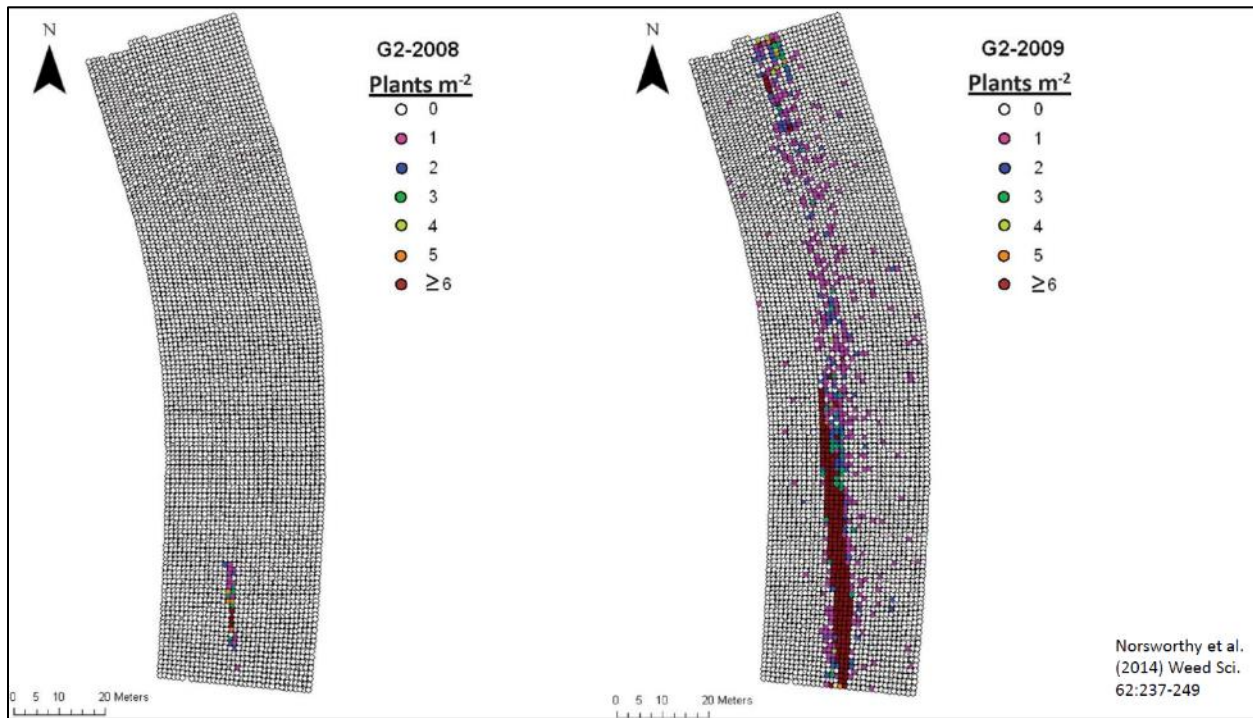 N
G2-2008
Plants m⁻²
0
1
2
3
4
5
≥6
0 5 10 20 Meters
N
G2-2009
Plants m⁻²
0
1
2
3
4
5
≥6
0 5 10 20 Meters
Norsworthy et al.
(2014) Weed Sci.
62:237-249